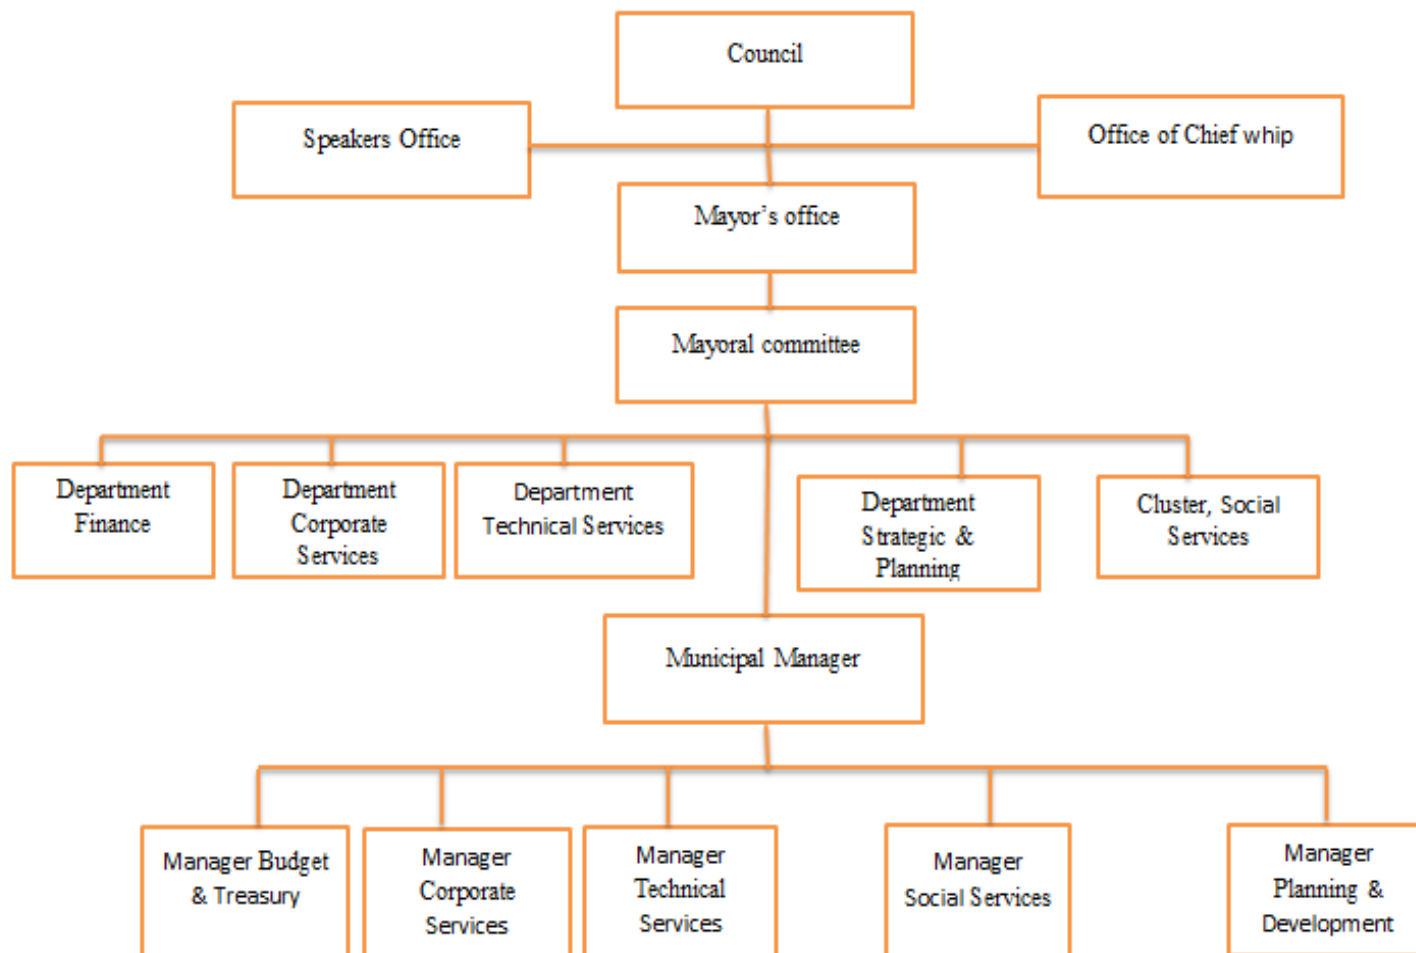 Council
Speakers Office
Office of Chief whip
Mayor’s office
Mayoral committee
Department
Finance
Department
Corporate
Services
Department
Technical Services
Department
Strategic &
Planning
Cluster, Social
Services
Municipal Manager
Manager Budget
& Treasury
Manager
Corporate
Services
Manager
Technical
Services
Manager
Social Services
Manager
Planning &
Development